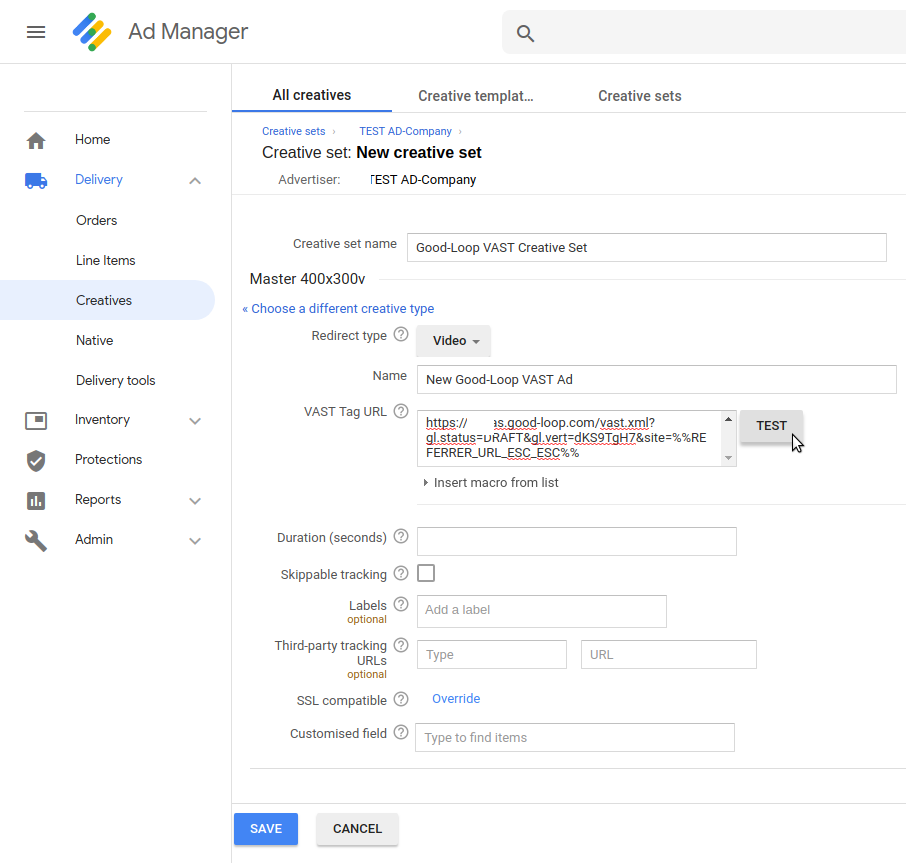 Ad Manager
All creatives
Creative templat...
Creative sets
Creative sets ›
TEST AD-Company ›
Creative set: New creative set
Advertiser:
TEST AD-Company
Home
Delivery
Orders
Line Items
Creatives
Native
Delivery tools
Inventory
Protections
Reports
Admin
Creative set name
Good-Loop VAST Creative Set
Master 400x300v
« Choose a different creative type
Redirect type ?
Video
Name
New Good-Loop VAST Ad
VAST Tag URL ?
https:// as.good-loop.com/vast.xml?
gl.status=DRAFT&gl.vert=dKS9TgH7&site=%%RE
FERRER_URL_ESC_ESC%%
TEST
Insert macro from list
Duration (seconds) ?
Skippable tracking ?
Labels ?
optional
Add a label
Third-party tracking ?
URLs
optional
Type
URL
SSL compatible ?
Override
Customised field ?
Type to find items
SAVE
CANCEL